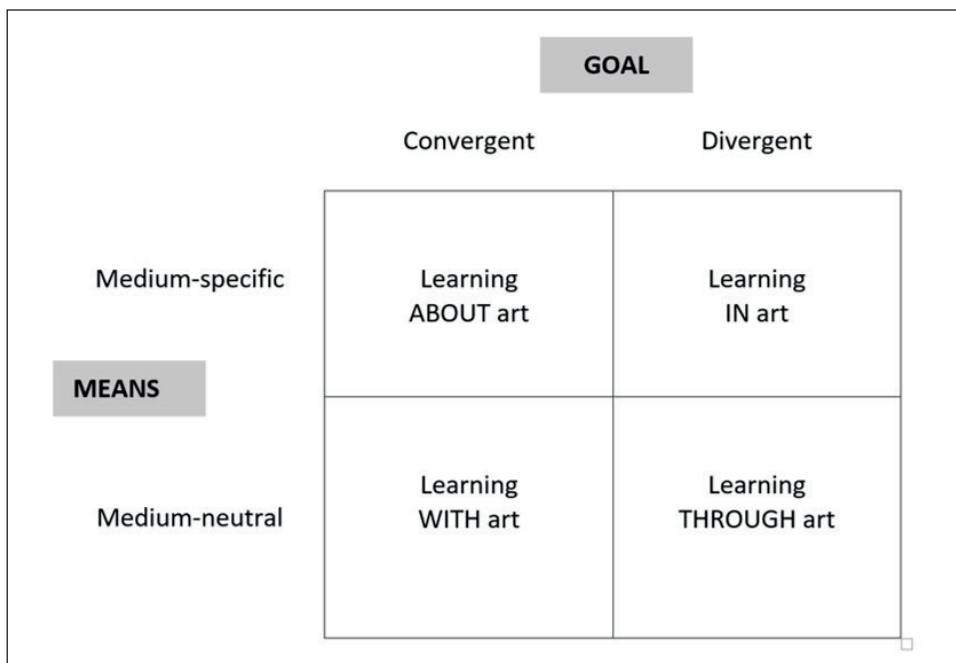 GOAL
Convergent Divergent
Medium-specific
Learning
ABOUT art
Learning
IN art
MEANS
Medium-neutral
Learning
WITH art
Learning
THROUGH art